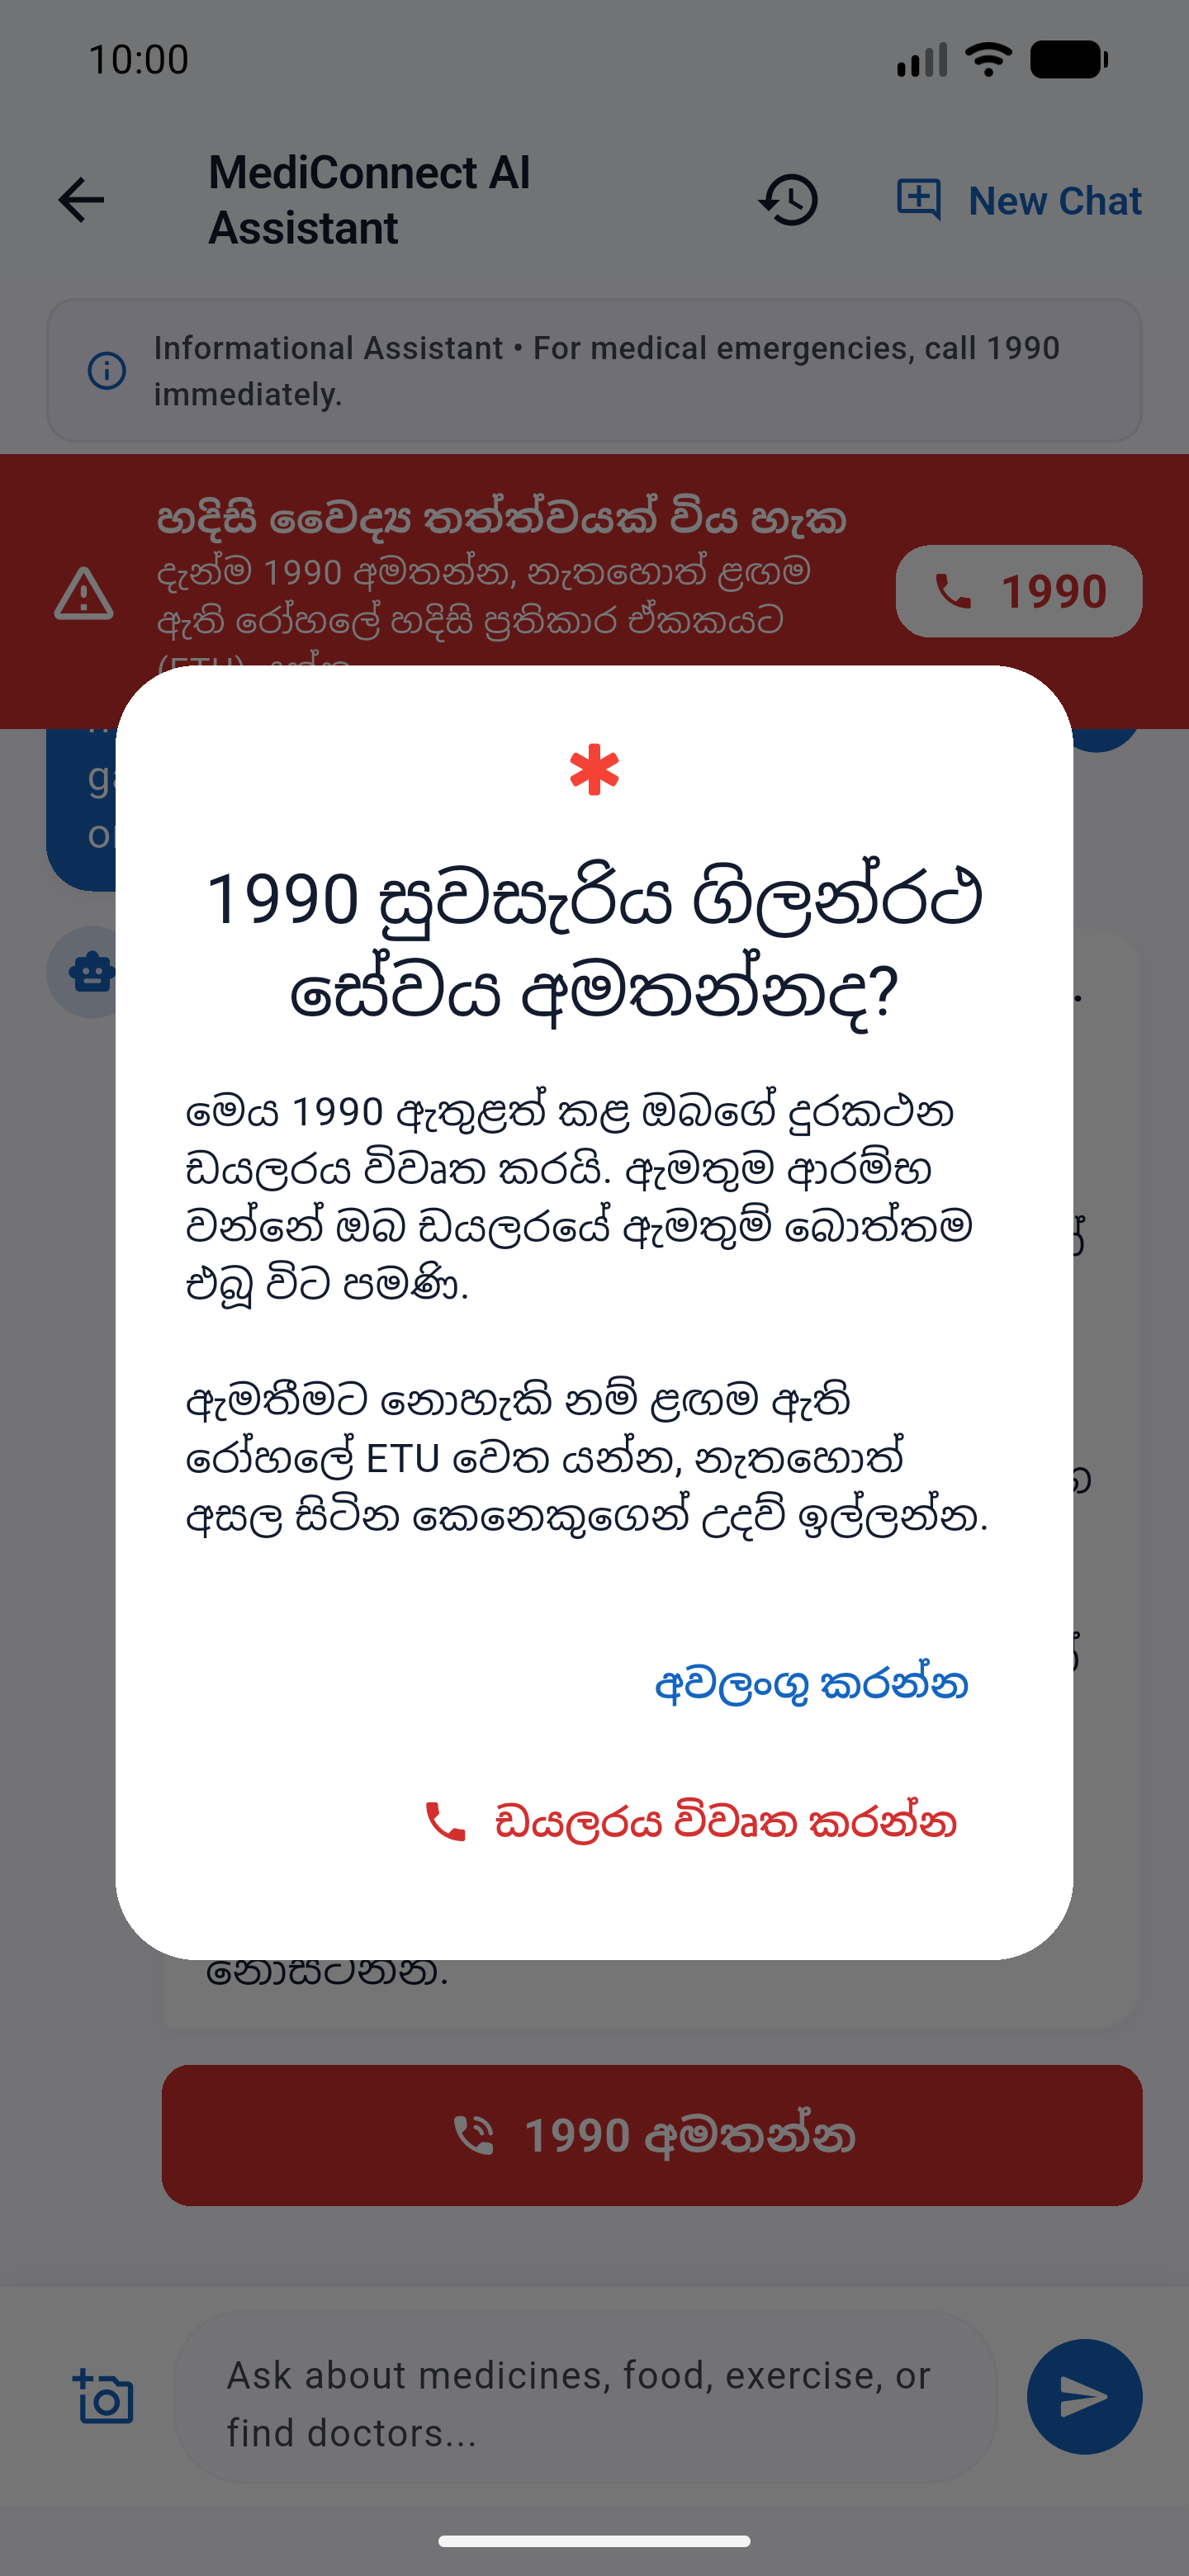 10:00
MediConnect AI
Assistant
New Chat
Informational Assistant • For medical emergencies, call 1990
immediately.
හදිසි වෛද්‍ය තත්ත්වයක් විය හැක
දැන්ම 1990 අමතන්න, නැතහොත් ළඟම
ඇති රෝහලේ හදිසි ප්‍රතිකාර ඒකකයට
1990
1990 සුවසැරිය ගිලන්රථ
සේවය අමතන්නද?
මෙය 1990 ඇතුළත් කළ ඔබගේ දුරකථන
ඩයලරය විවෘත කරයි. ඇමතුම ආරම්භ
වන්නේ ඔබ ඩයලරයේ ඇමතුම් බොත්තම
එබූ විට පමණි.
ඇමතීමට නොහැකි නම් ළඟම ඇති
රෝහලේ ETU වෙත යන්න, නැතහොත්
අසල සිටින කෙනෙකුගෙන් උදව් ඉල්ලන්න.
අවලංගු කරන්න
ඩයලරය විවෘත කරන්න
නොසිටින්න.
1990 අමතන්න
Ask about medicines, food, exercise, or
find doctors...